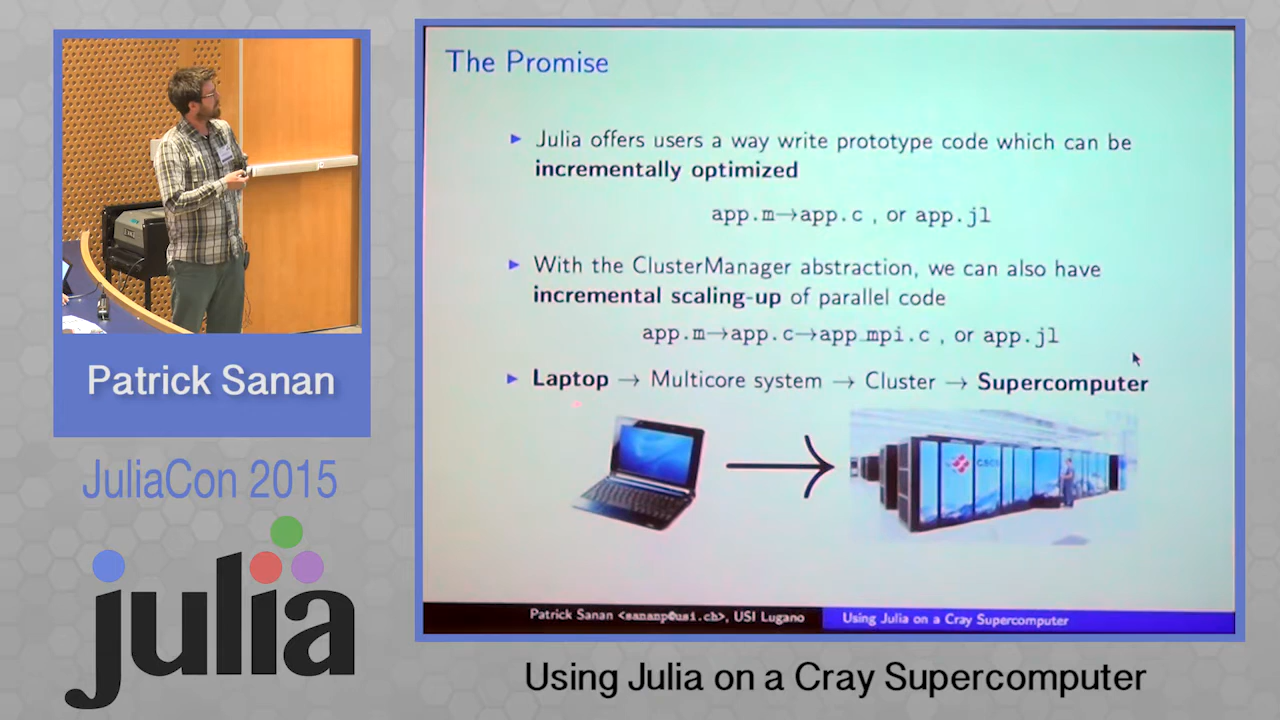 The Promise
Julia offers users a way write prototype code which can be
incrementally optimized
app.m→app.c , or app.jl
With the ClusterManager abstraction, we can also have
incremental scaling-up of parallel code
app.m→app.c→app_mpi.c , or app.jl
Laptop → Multicore system → Cluster → Supercomputer
CSCS
Patrick Sanan <sananp@usi.ch>, USI Lugano
Using Julia on a Cray Supercomputer
Patrick Sanan
JuliaCon 2015
julia
Using Julia on a Cray Supercomputer